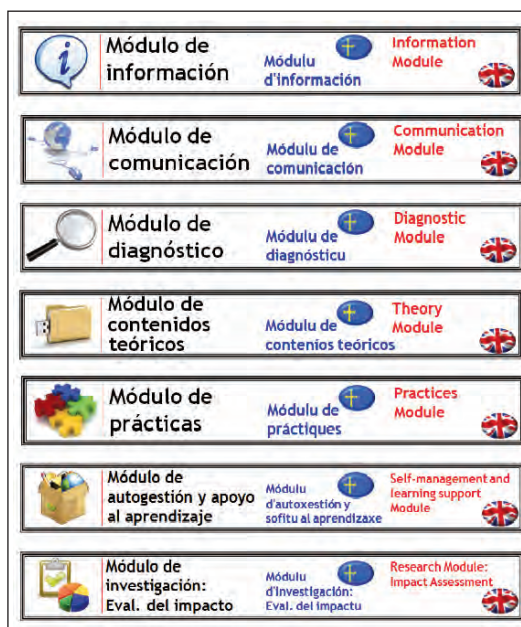 Módulo de
información
Módulu
d'información
Information
Module
Módulo de
comunicación
Módulu de
comunicación
Communication
Module
Módulo de
diagnóstico
Módulu de
diagnósticu
Diagnostic
Module
Módulo de
contenidos
teóricos
Módulu de
conteníos teóricos
Theory
Module
Módulo de
prácticas
Módulu de
práctiques
Practices
Module
Módulo de
autogestión y apoyo
al aprendizaje
Módulu
d'autoxestión y
sofitu al aprendizaxe
Self-management and
learning support
Module
Módulo de
investigación:
Eval. del impacto
Módulu
d'Investigación:
Eval. del impactu
Research Module:
Impact Assessment